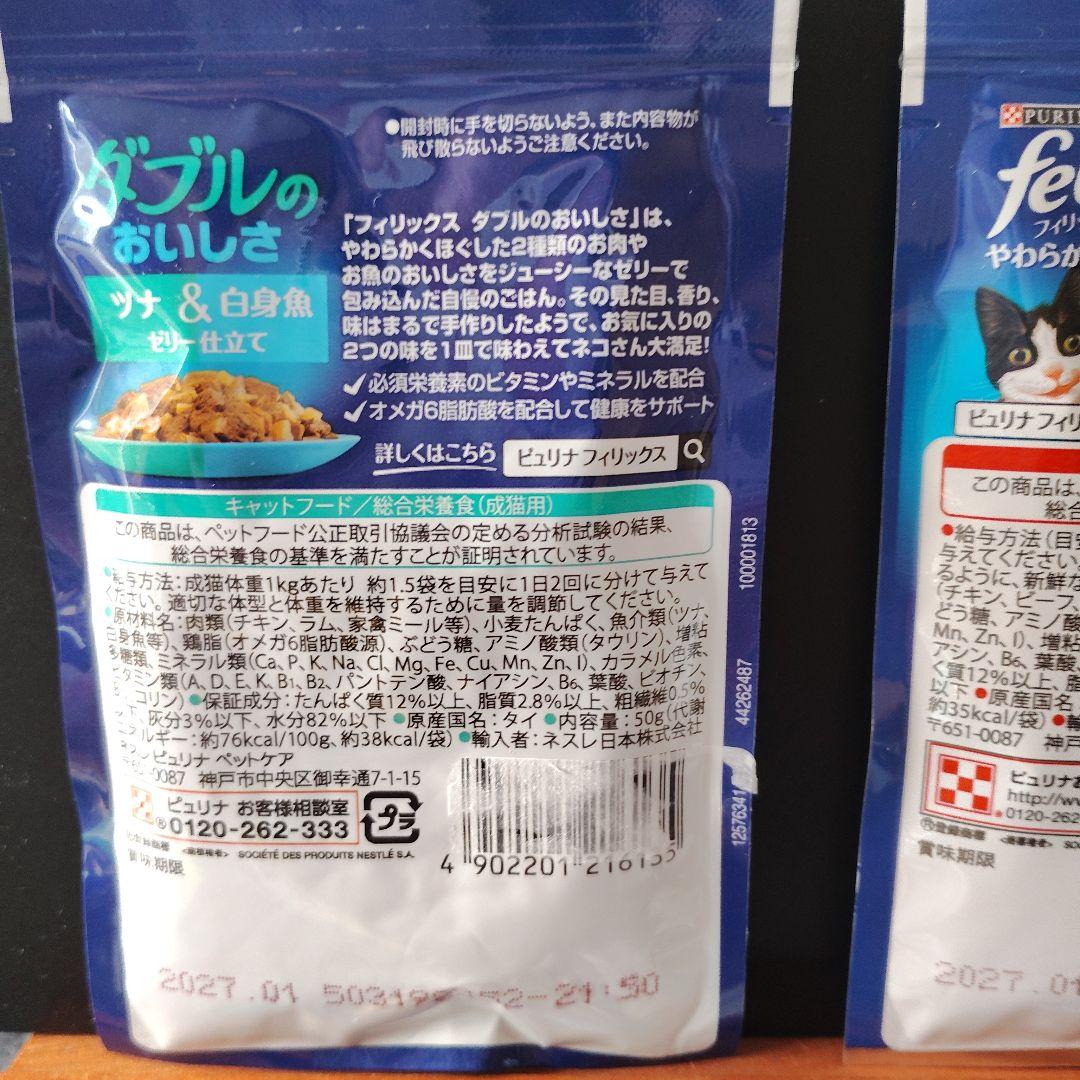 ●開封時に手を切らないよう、また内容物が
飛び散らないようご注意ください。
ダブルの
おいしさ
ツナ & 白身魚
ゼリー仕立て
「フィリックス ダブルのおいしさ」は、
やわらかくほぐした2種類のお肉や
お魚のおいしさをジューシーなゼリーで
包み込んだ自慢のごはん。その見た目、香り、
味はまるで手作りしたようで、お気に入りの
2つの味を1皿で味わえてネコさん大満足!
✓必須栄養素のビタミンやミネラルを配合
✓オメガ6脂肪酸を配合して健康をサポート
詳しくはこちら ピュリナ フィリックス
キャットフード/総合栄養食(成猫用)
この商品は、ペットフード公正取引協議会の定める分析試験の結果、
総合栄養食の基準を満たすことが証明されています。
●給与方法:成猫体重1kgあたり 約1.5袋を目安に1日2回に分けて与えて
ください。適切な体型と体重を維持するために量を調節してください。
●原材料名:肉類(チキン、ラム、家禽ミール等)、小麦たんぱく、魚介類(ツナ、
白身魚等)、鶏脂(オメガ6脂肪酸源)、ぶどう糖、アミノ酸類(タウリン)、増粘
多糖類、ミネラル類(Ca、P、K、Na、Cl、Mg、Fe、Cu、Mn、Zn、I)、カラメル色素、
ビタミン類(A、D、E、K、B1、B2、パントテン酸、ナイアシン、B6、葉酸、ビオチン、
コリン) ●保証成分:たんぱく質12%以上、脂質2.8%以上、粗繊維0.5%
灰分3%以下、水分82%以下 ●原産国名:タイ ●内容量:50g(代謝
エネルギー:約76kcal/100g、約38kcal/袋) ●輸入者:ネスレ日本株式会社
ピュリナ ペットケア
0087 神戸市中央区御幸通7-1-15
ピュリナ お客様相談室
0120-262-333
プラ
SOCIÉTÉ DES PRODUITS NESTLÉ S.A.
賞味期限
4 902201
2027.01
21:50
100001813
44262487
12576341
PURI
fe
フィリ
やわらか
ピュリナ フィリ
この商品は、
総合
●給与方法(目安
与えてください。
るように、新鮮な
(チキン、ビーフ、
どう糖、アミノ酸
Mn、Zn、I)、増粘
アシン、B6、葉酸
く質12%以上、脂
以下 ●原産国名
約35kcal/袋) ●輸
〒651-0087 神戸
ピュリナお
http://ww
0120-262
賞味期限
2027.01